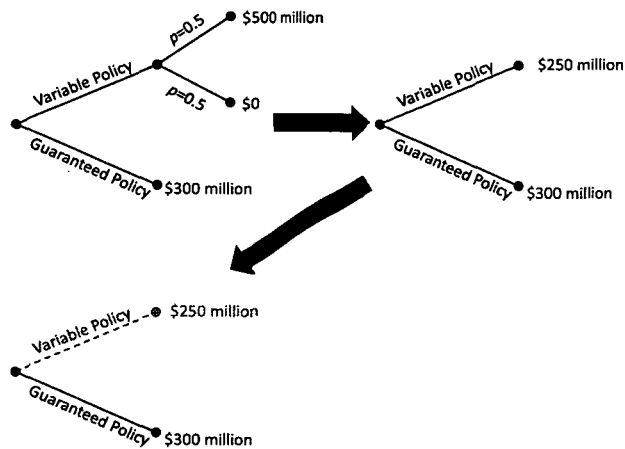 p=0.5
$500 million
Variable Policy
p=0.5
$0
Guaranteed Policy
$300 million
Variable Policy
$250 million
Guaranteed Policy
$300 million
Variable Policy
$250 million
Guaranteed Policy
$300 million